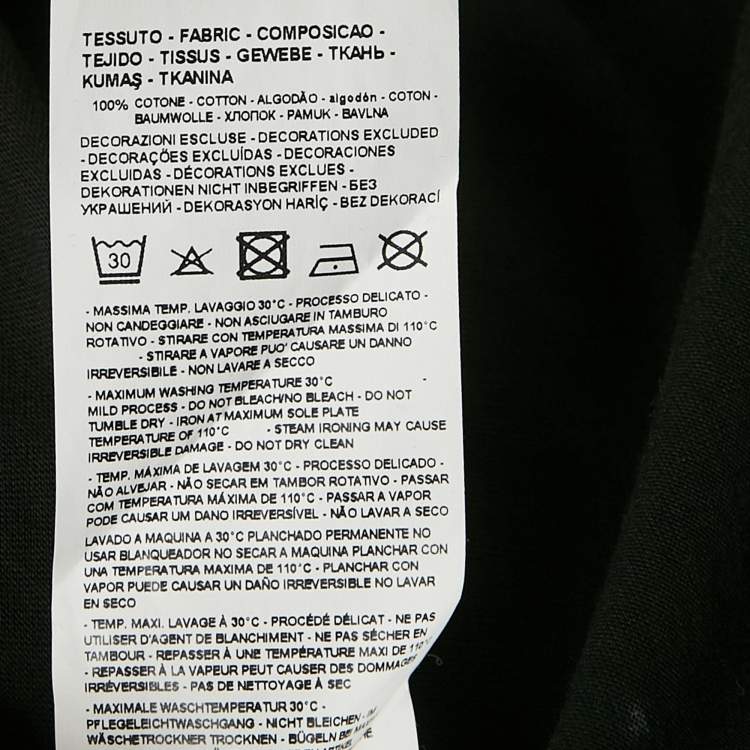 TESSUTO - FABRIC - COMPOSICAO -
TEJIDO - TISSUS - GEWEBE - ТКАНЬ -
KUMAŞ - TKANINA
100% COTONE - COTTON - ALGODÃO - algodón - COTON -
BAUMWOLLE - ХЛОПОК - PAMUK - BAVLNA
DECORAZIONI ESCLUSE - DECORATIONS EXCLUDED
- DECORAÇÕES EXCLUÍDAS - DECORACIONES
EXCLUIDAS - DÉCORATIONS EXCLUES -
DEKORATIONEN NICHT INBEGRIFFEN - БЕЗ
УКРАШЕНИЙ - DEKORASYON HARİÇ - BEZ DEKORACÍ
30
- MASSIMA TEMP. LAVAGGIO 30°C - PROCESSO DELICATO -
NON CANDEGGIARE - NON ASCIUGARE IN TAMBURO
ROTATIVO - STIRARE CON TEMPERATURA MASSIMA DI 110°C
- STIRARE A VAPORE PUO' CAUSARE UN DANNO
IRREVERSIBILE - NON LAVARE A SECCO
- MAXIMUM WASHING TEMPERATURE 30°C -
MILD PROCESS - DO NOT BLEACH/NO BLEACH - DO NOT
TUMBLE DRY - IRON AT MAXIMUM SOLE PLATE
TEMPERATURE OF 110°C - STEAM IRONING MAY CAUSE
IRREVERSIBLE DAMAGE - DO NOT DRY CLEAN
- TEMP. MÁXIMA DE LAVAGEM 30°C - PROCESSO DELICADO -
NÃO ALVEJAR - NÃO SECAR EM TAMBOR ROTATIVO - PASSAR
COM TEMPERATURA MÁXIMA DE 110°C - PASSAR A VAPOR
PODE CAUSAR UM DANO IRREVERSÍVEL - NÃO LAVAR A SECO
LAVADO A MAQUINA A 30°C PLANCHADO PERMANENTE NO
USAR BLANQUEADOR NO SECAR A MAQUINA PLANCHAR CON
UNA TEMPERATURA MAXIMA DE 110°C - PLANCHAR CON
VAPOR PUEDE CAUSAR UN DAÑO IRREVERSIBLE NO LAVAR
EN SECO
- TEMP. MAXI. LAVAGE À 30°C - PROCÉDÉ DÉLICAT - NE PAS
UTILISER D'AGENT DE BLANCHIMENT - NE PAS SÉCHER EN
TAMBOUR - REPASSER À UNE TEMPÉRATURE MAXI DE 110°
- REPASSER À LA VAPEUR PEUT CAUSER DES DOMMAGES
IRRÉVERSIBLES - PAS DE NETTOYAGE À SEC
- MAXIMALE WASCHTEMPERATUR 30°C -
PFLEGELEICHTWASCHGANG - NICHT BLEICHEN -
WÄSCHETROCKNER TROCKNEN - BÜGELN